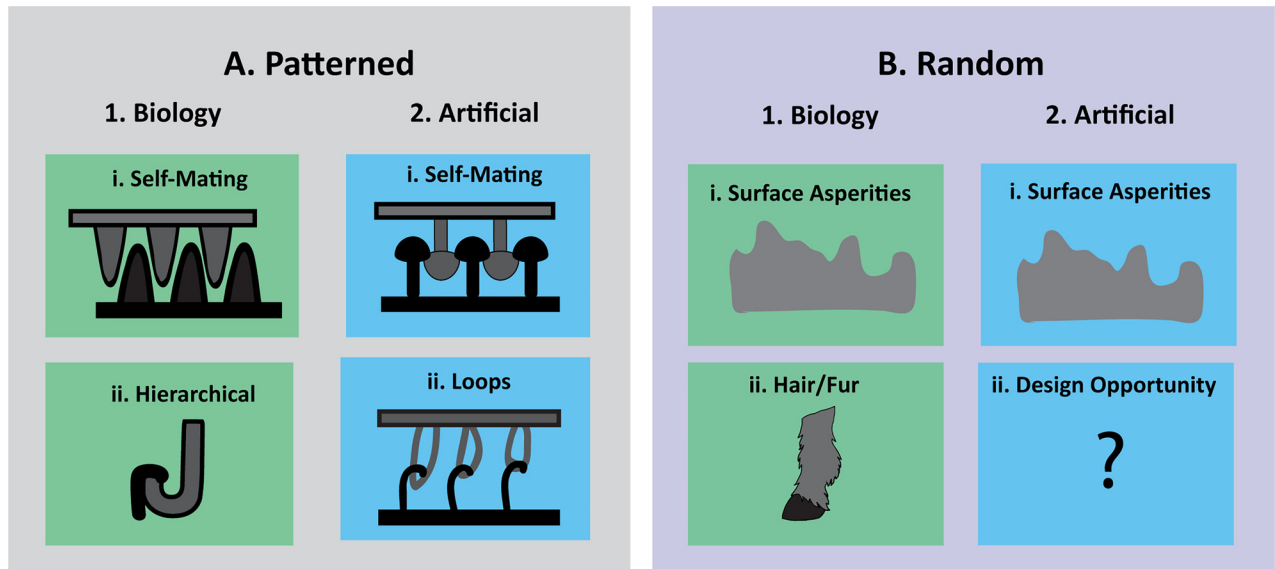 A. Patterned
1. Biology
2. Artificial
i. Self-Mating
i. Self-Mating
ii. Hierarchical
ii. Loops
B. Random
1. Biology
2. Artificial
i. Surface Asperities
i. Surface Asperities
ii. Hair/Fur
ii. Design Opportunity
?